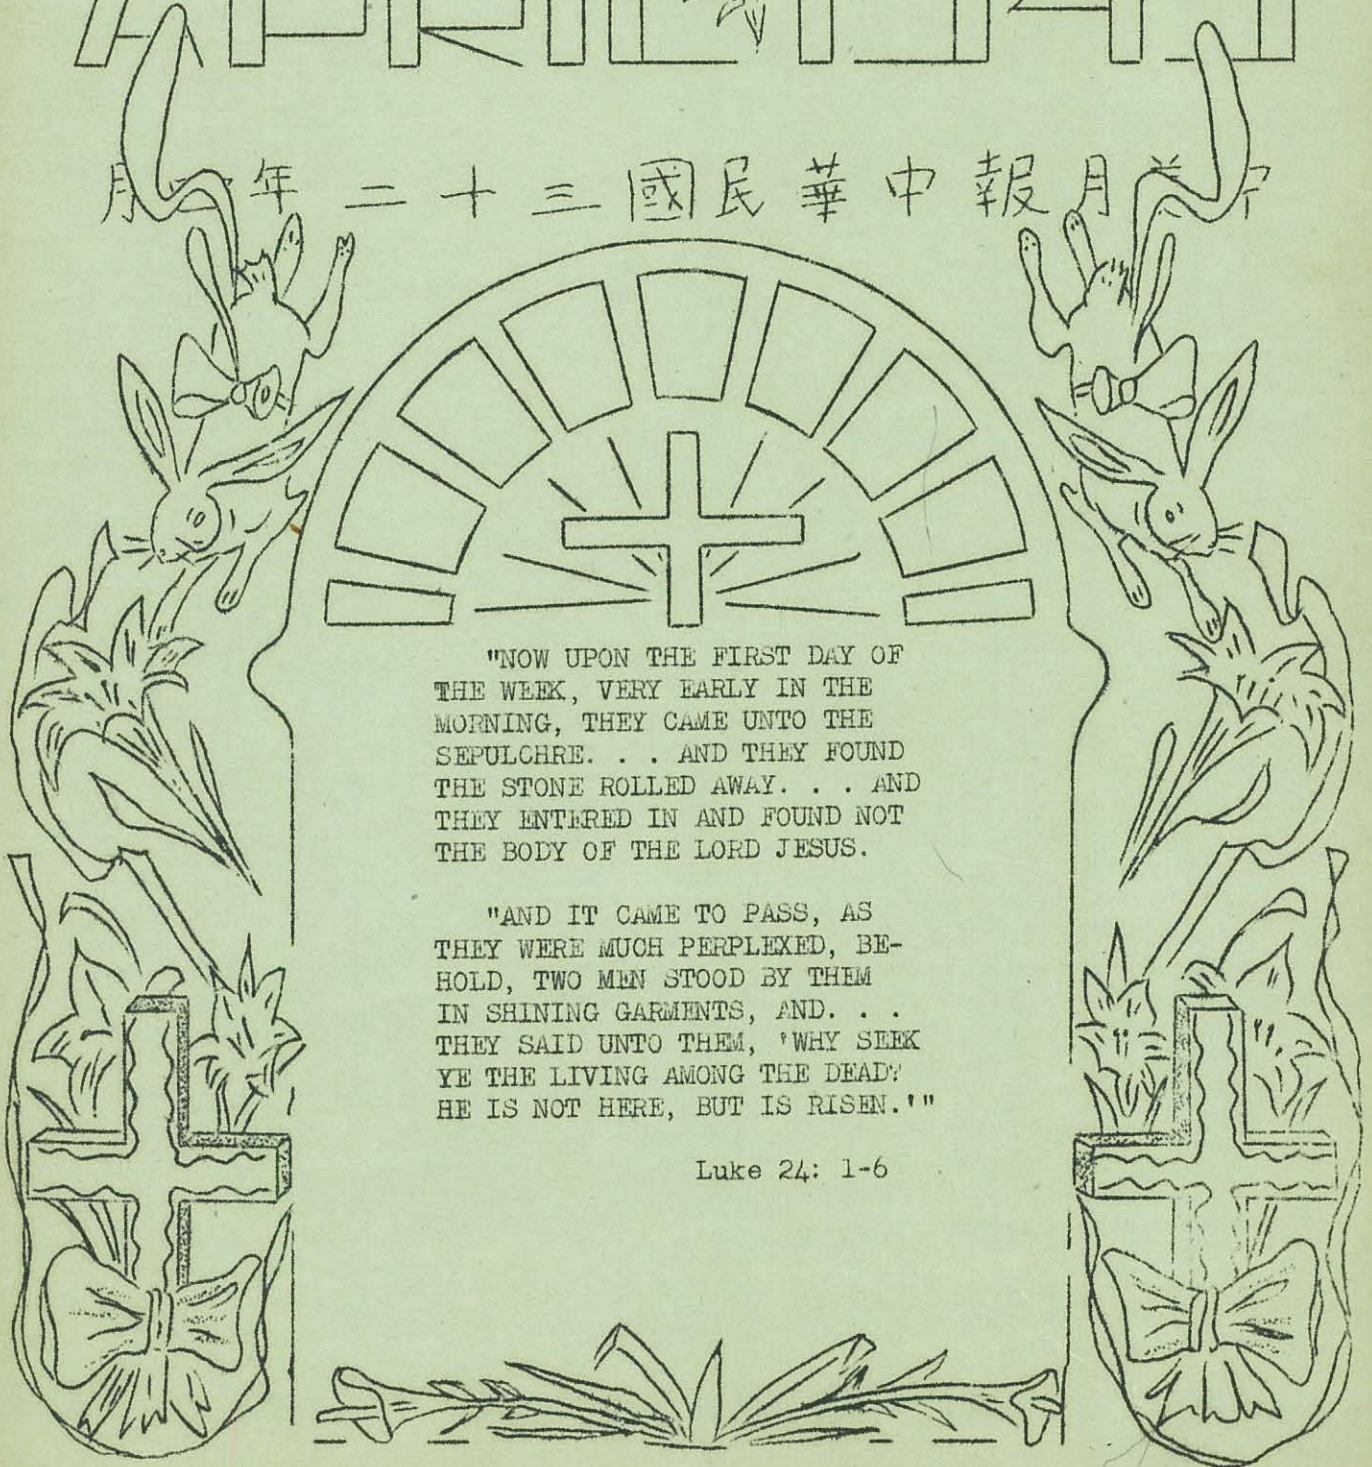 月報中華民國三十二年月
"NOW UPON THE FIRST DAY OF
THE WEEK, VERY EARLY IN THE
MORNING, THEY CAME UNTO THE
SEPULCHRE. . . AND THEY FOUND
THE STONE ROLLED AWAY. . . AND
THEY ENTERED IN AND FOUND NOT
THE BODY OF THE LORD JESUS.
"AND IT CAME TO PASS, AS
THEY WERE MUCH PERPLEXED, BE-
HOLD, TWO MEN STOOD BY THEM
IN SHINING GARMENTS, AND. . .
THEY SAID UNTO THEM, 'WHY SEEK
YE THE LIVING AMONG THE DEAD?
HE IS NOT HERE, BUT IS RISEN.'"
Luke 24: 1-6